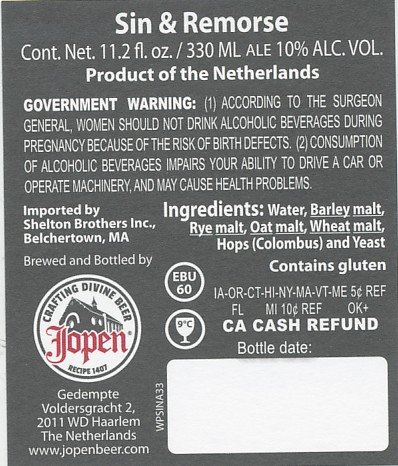 Sin & Remorse
Cont. Net. 11.2 fl. oz. / 330 ML ALE 10% ALC. VOL.
Product of the Netherlands
GOVERNMENT WARNING: (1) ACCORDING TO THE SURGEON
GENERAL, WOMEN SHOULD NOT DRINK ALCOHOLIC BEVERAGES DURING
PREGNANCY BECAUSE OF THE RISK OF BIRTH DEFECTS. (2) CONSUMPTION
OF ALCOHOLIC BEVERAGES IMPAIRS YOUR ABILITY TO DRIVE A CAR OR
OPERATE MACHINERY, AND MAY CAUSE HEALTH PROBLEMS.
Imported by
Shelton Brothers Inc.,
Belchertown, MA
Brewed and Bottled by
CRAFTING DIVINE BEER
Jopen®
RECIPE 1407
Gedempte
Voldersgracht 2,
2011 WD Haarlem
The Netherlands
www.jopenbeer.com
Ingredients: Water, Barley malt,
Rye malt, Oat malt, Wheat malt,
Hops (Colombus) and Yeast
Contains gluten
EBU
60
9°C
IA-OR-CT-HI-NY-MA-VT-ME 5¢ REF
FL MI 10¢ REF OK+
CA CASH REFUND
Bottle date:
WPSINA33